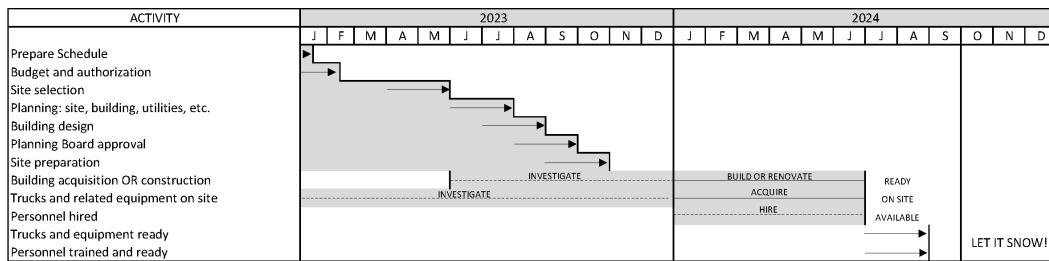 ACTIVITY 2023 2024
J F M A M J J A S O N D J F M A M J J A S O N D
Prepare Schedule
Budget and authorization
Site selection
Planning: site, building, utilities, etc.
Building design
Planning Board approval
Site preparation
Building acquisition OR construction INVESTIGATE BUILD OR RENOVATE READY
Trucks and related equipment on site INVESTIGATE ACQUIRE ON SITE
Personnel hired HIRE AVAILABLE
Trucks and equipment ready
Personnel trained and ready LET IT SNOW!